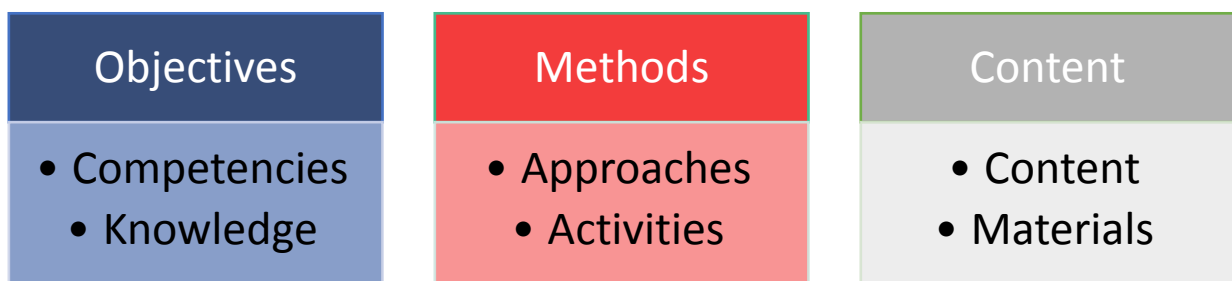 Objectives
• Competencies
• Knowledge
Methods
• Approaches
• Activities
Content
• Content
• Materials